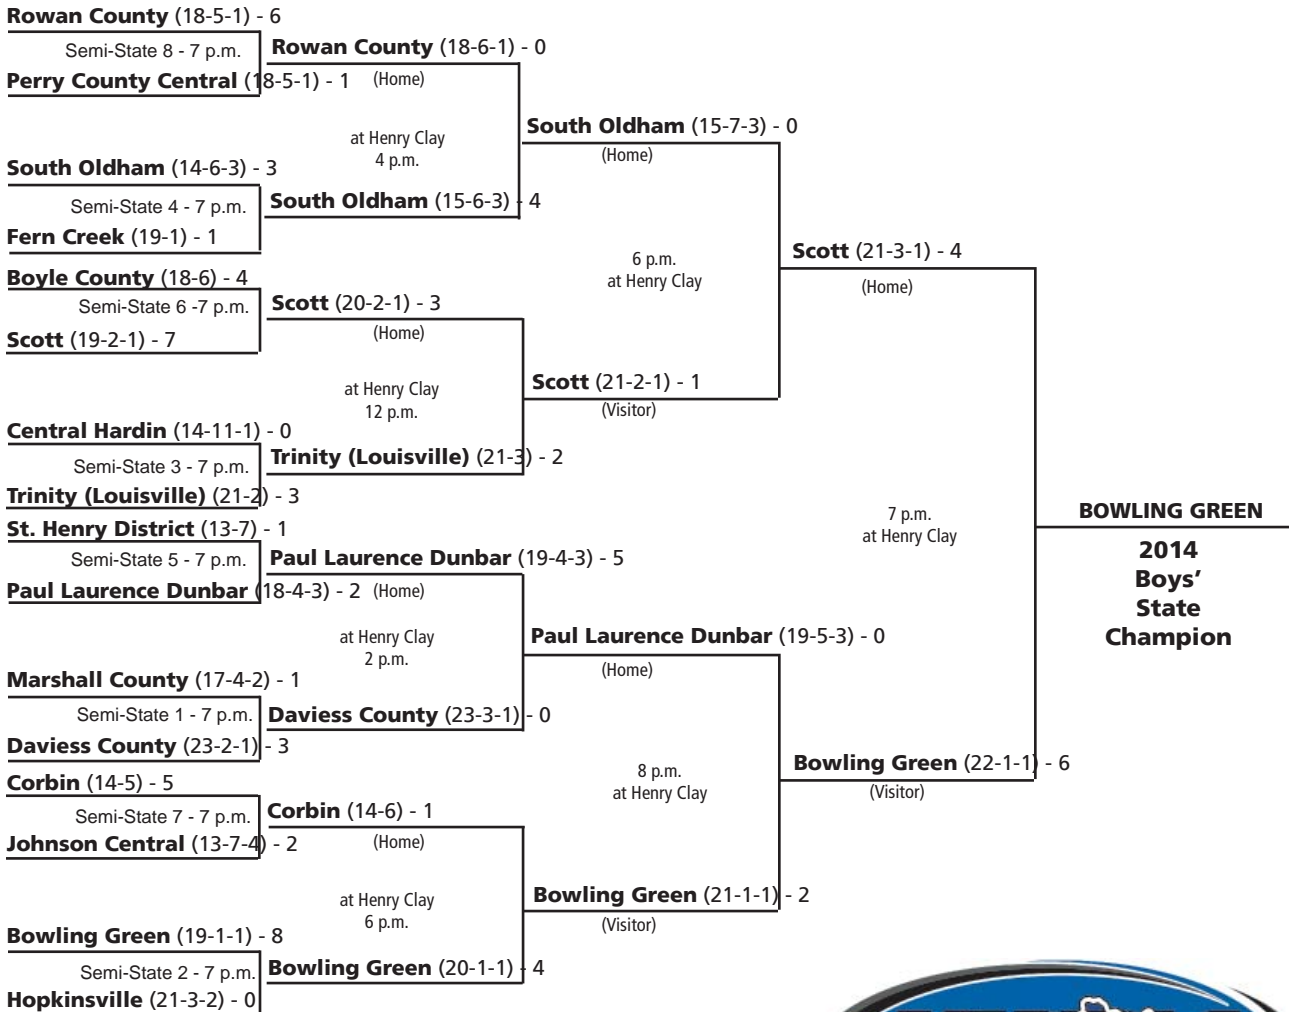 Rowan County (18-5-1) - 6
Semi-State 8 - 7 p.m.
Perry County Central (18-5-1) - 1
Rowan County (18-6-1) - 0
(Home)
at Henry Clay
4 p.m.
South Oldham (14-6-3) - 3
Semi-State 4 - 7 p.m.
Fern Creek (19-1) - 1
South Oldham (15-6-3) - 4
South Oldham (15-7-3) - 0
(Home)
6 p.m.
at Henry Clay
Boyle County (18-6) - 4
Semi-State 6 -7 p.m.
Scott (19-2-1) - 7
Scott (20-2-1) - 3
(Home)
at Henry Clay
12 p.m.
Central Hardin (14-11-1) - 0
Semi-State 3 - 7 p.m.
Trinity (Louisville) (21-2) - 3
Trinity (Louisville) (21-3) - 2
Scott (21-2-1) - 1
(Visitor)
Scott (21-3-1) - 4
(Home)
7 p.m.
at Henry Clay
St. Henry District (13-7) - 1
Semi-State 5 - 7 p.m.
Paul Laurence Dunbar (18-4-3) - 2
Paul Laurence Dunbar (19-4-3) - 5
(Home)
at Henry Clay
2 p.m.
Marshall County (17-4-2) - 1
Semi-State 1 - 7 p.m.
Daviess County (23-2-1) - 3
Daviess County (23-3-1) - 0
Paul Laurence Dunbar (19-5-3) - 0
(Home)
8 p.m.
at Henry Clay
Corbin (14-5) - 5
Semi-State 7 - 7 p.m.
Johnson Central (13-7-4) - 2
Corbin (14-6) - 1
(Home)
at Henry Clay
6 p.m.
Bowling Green (19-1-1) - 8
Semi-State 2 - 7 p.m.
Hopkinsville (21-3-2) - 0
Bowling Green (20-1-1) - 4
Bowling Green (21-1-1) - 2
(Visitor)
Bowling Green (22-1-1) - 6
(Visitor)
BOWLING GREEN
2014
Boys'
State
Champion